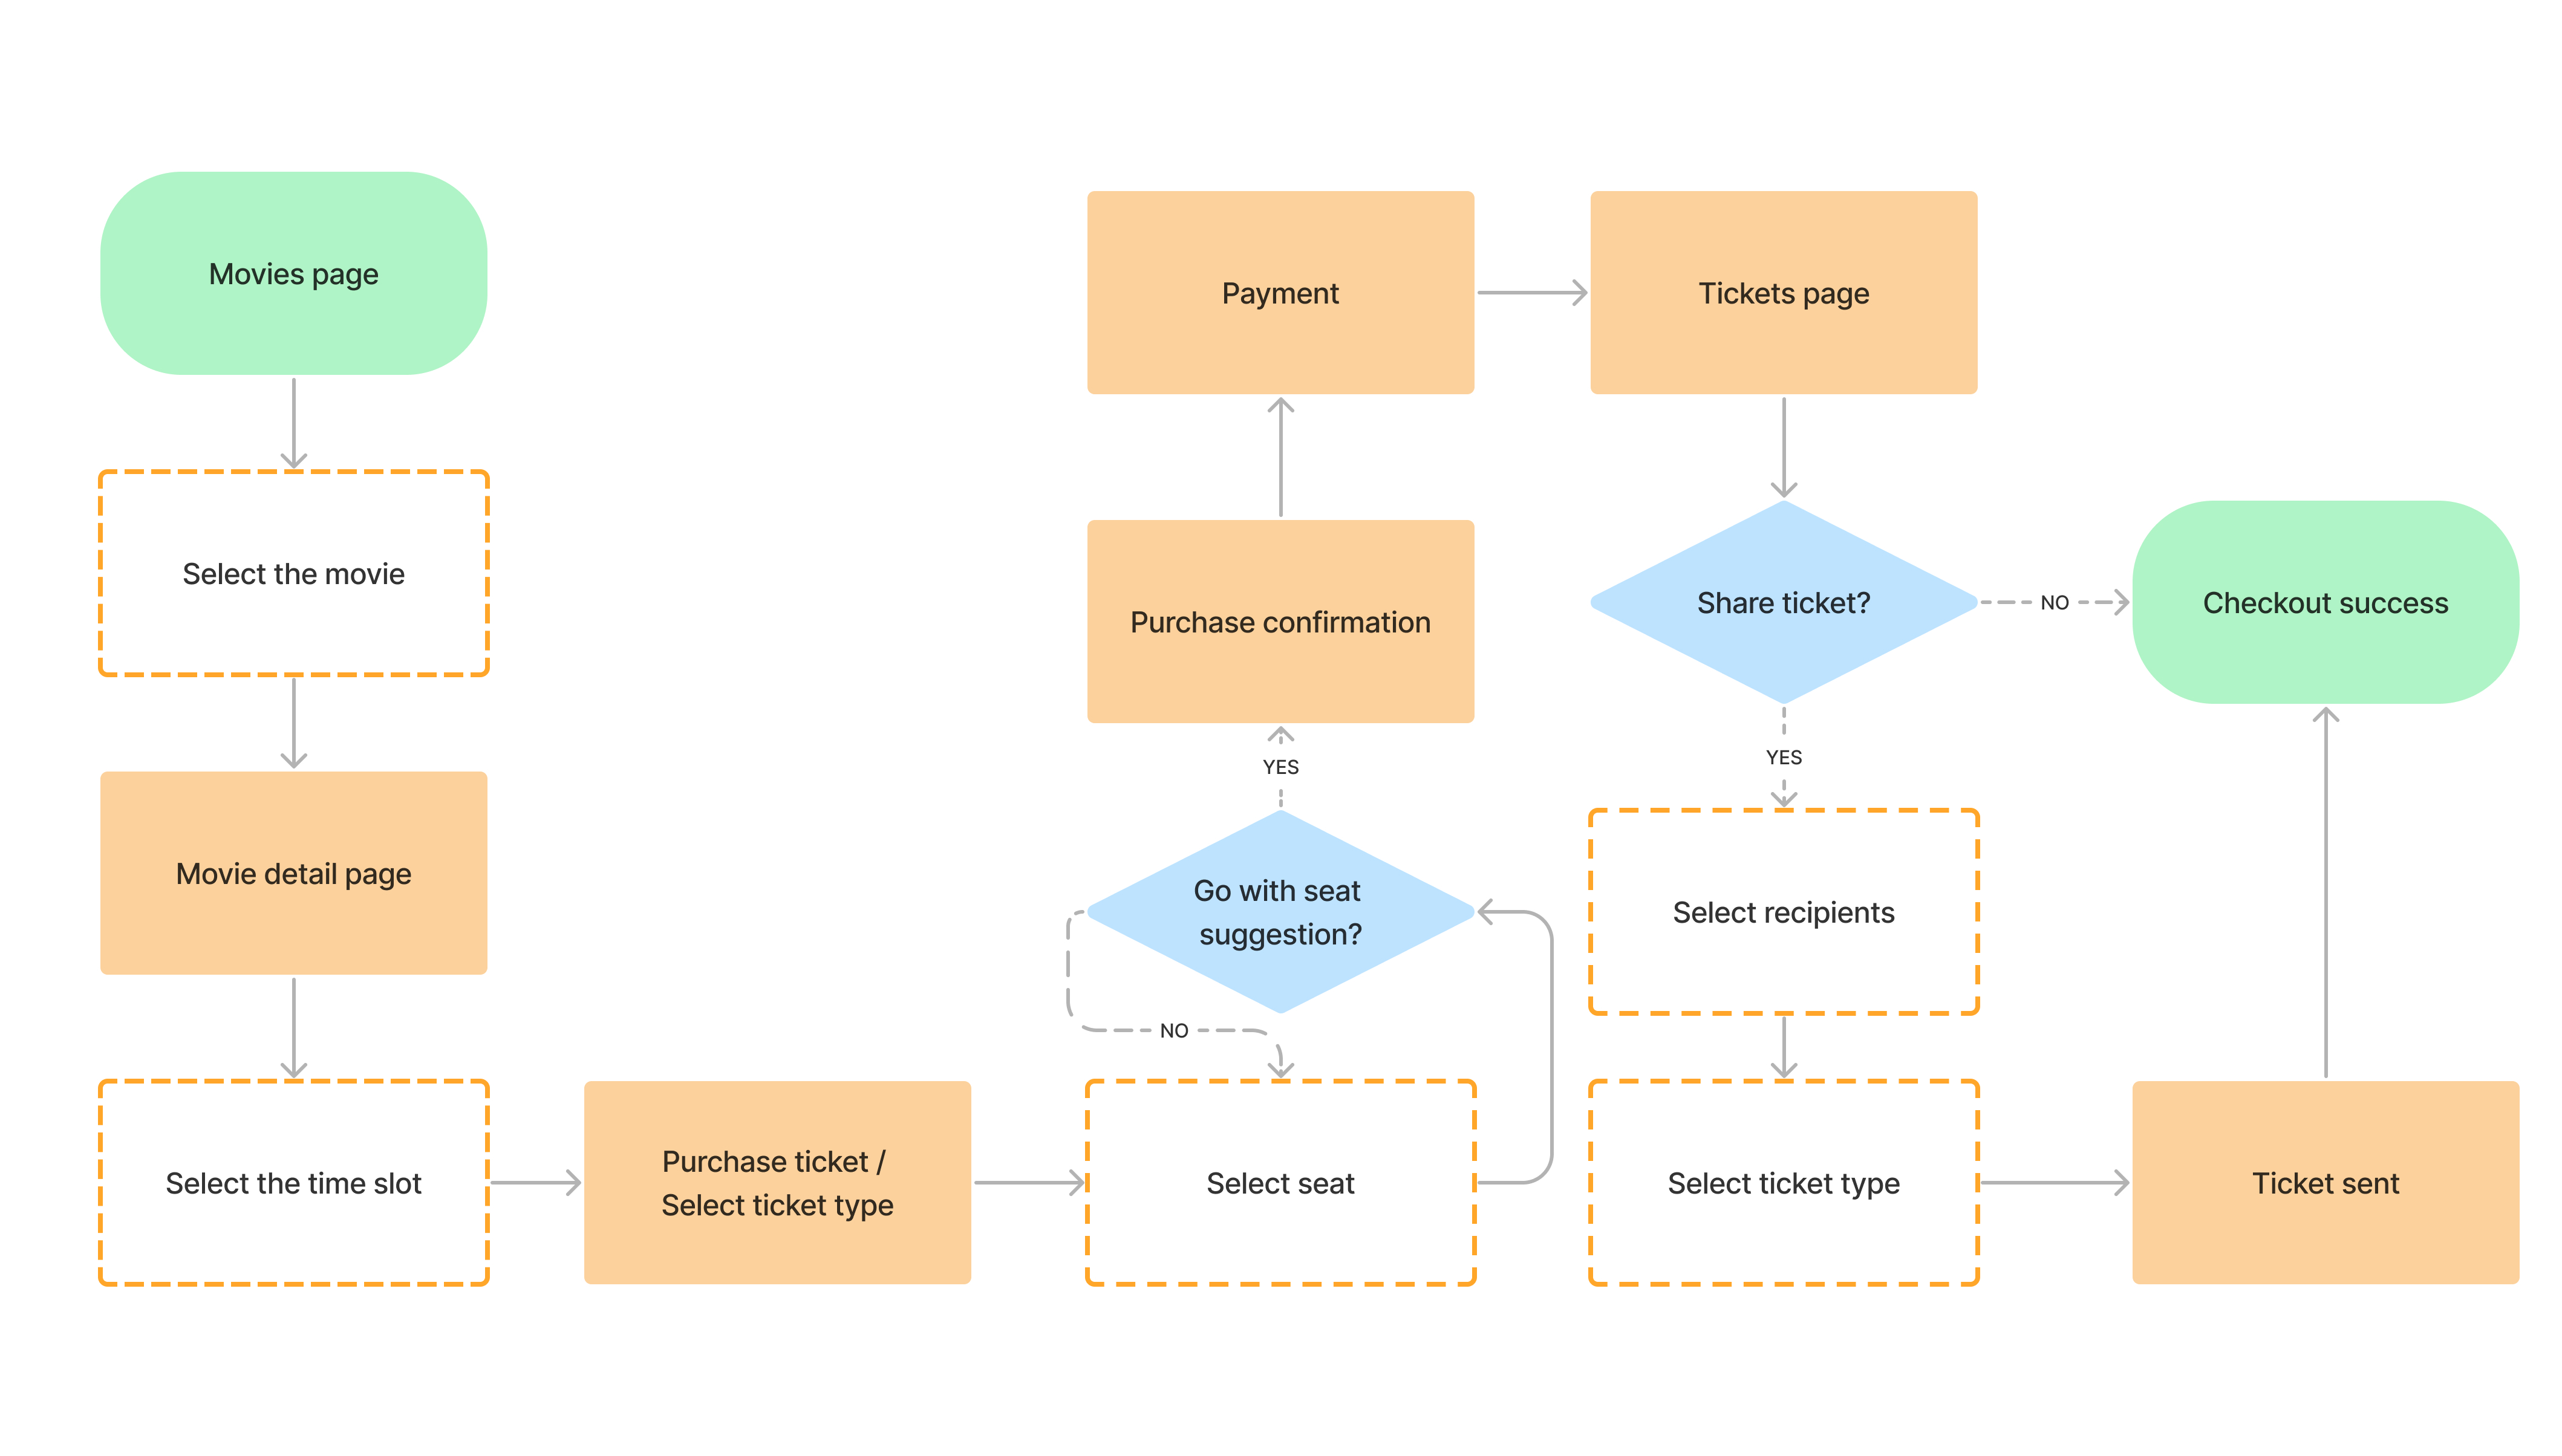 Movies page
Select the movie
Movie detail page
Select the time slot
Purchase ticket /
Select ticket type
Select seat
NO
Go with seat
suggestion?
YES
Purchase confirmation
Payment
Tickets page
Share ticket?
NO
Checkout success
YES
Select recipients
Select ticket type
Ticket sent